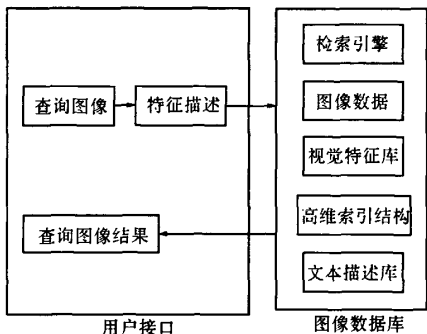 检索引擎
查询图像
特征描述
图像数据
视觉特征库
高维索引结构
查询图像结果
文本描述库
用户接口
图像数据库